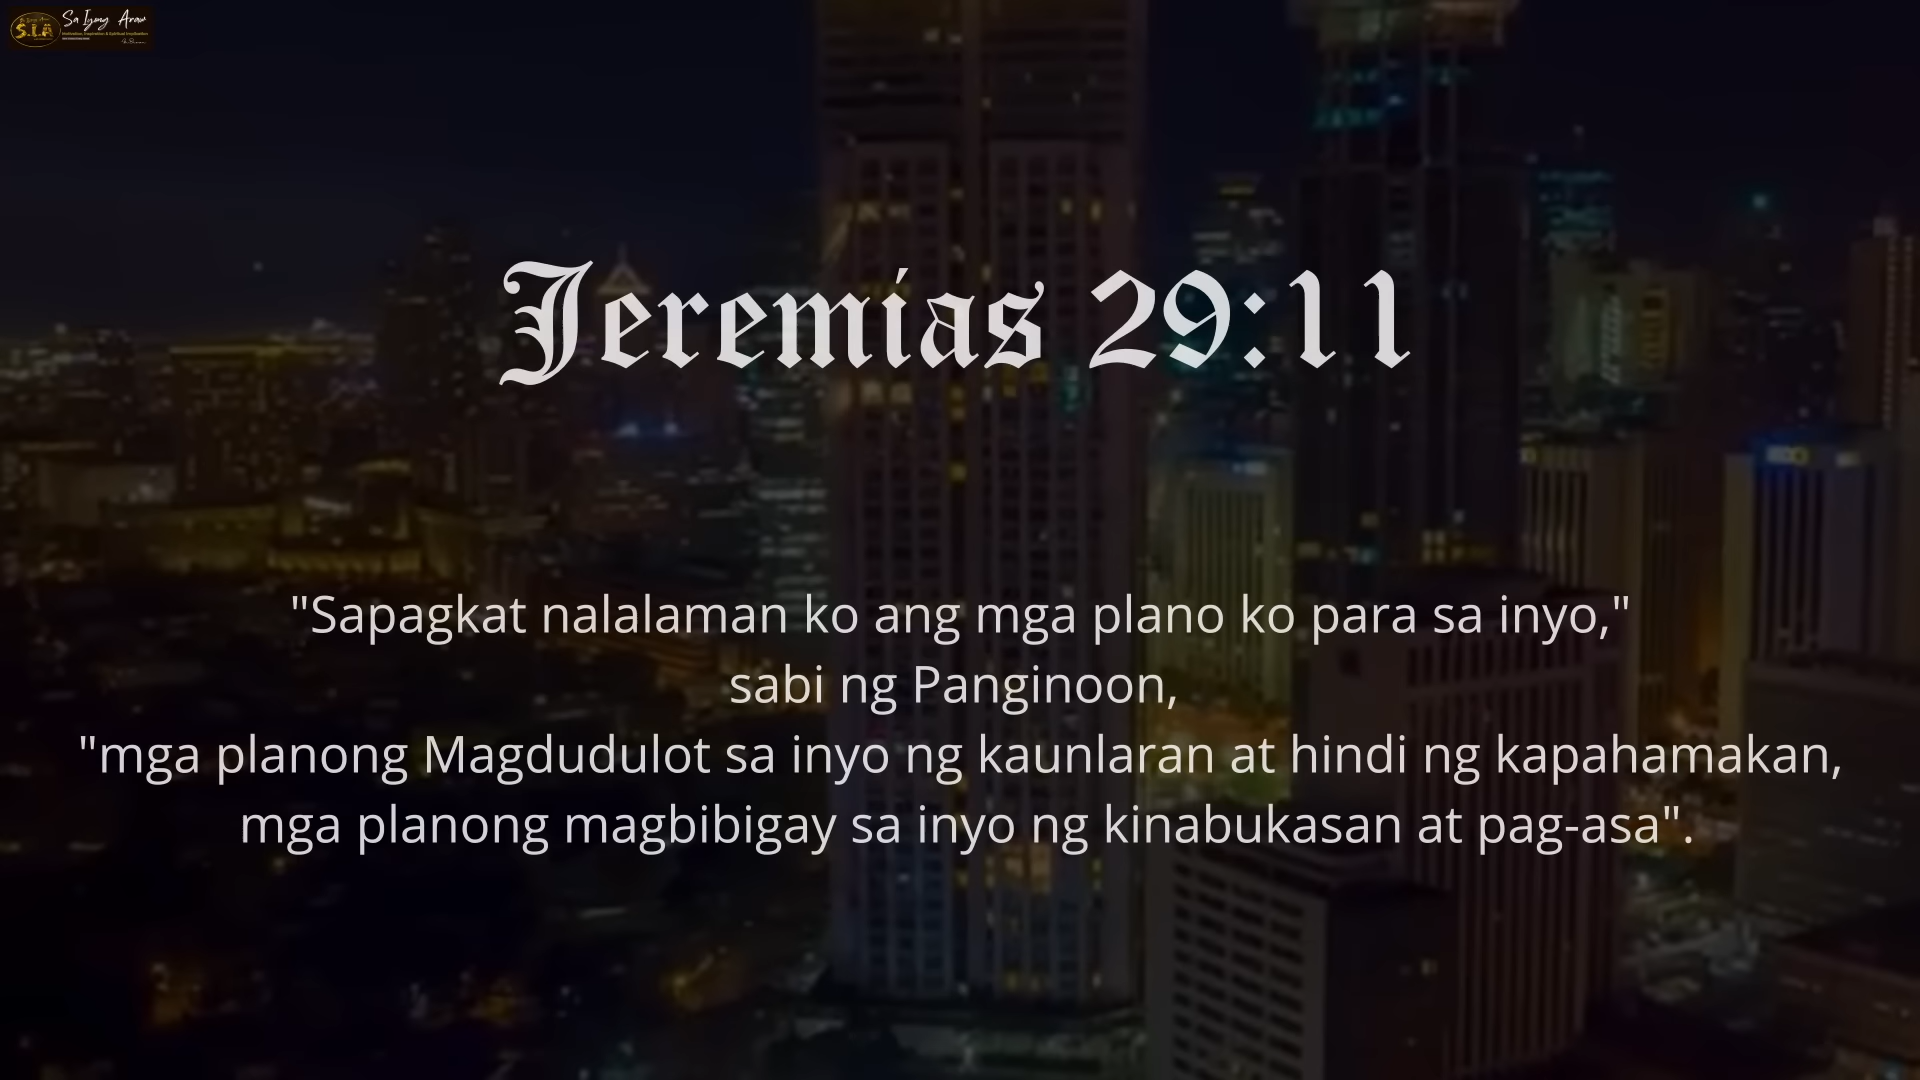 S.I.A
Sa Iyong Araw
Jeremias 29:11
"Sapagkat nalalaman ko ang mga plano ko para sa inyo,"
sabi ng Panginoon,
"mga planong Magdudulot sa inyo ng kaunlaran at hindi ng kapahamakan,
mga planong magbibigay sa inyo ng kinabukasan at pag-asa".